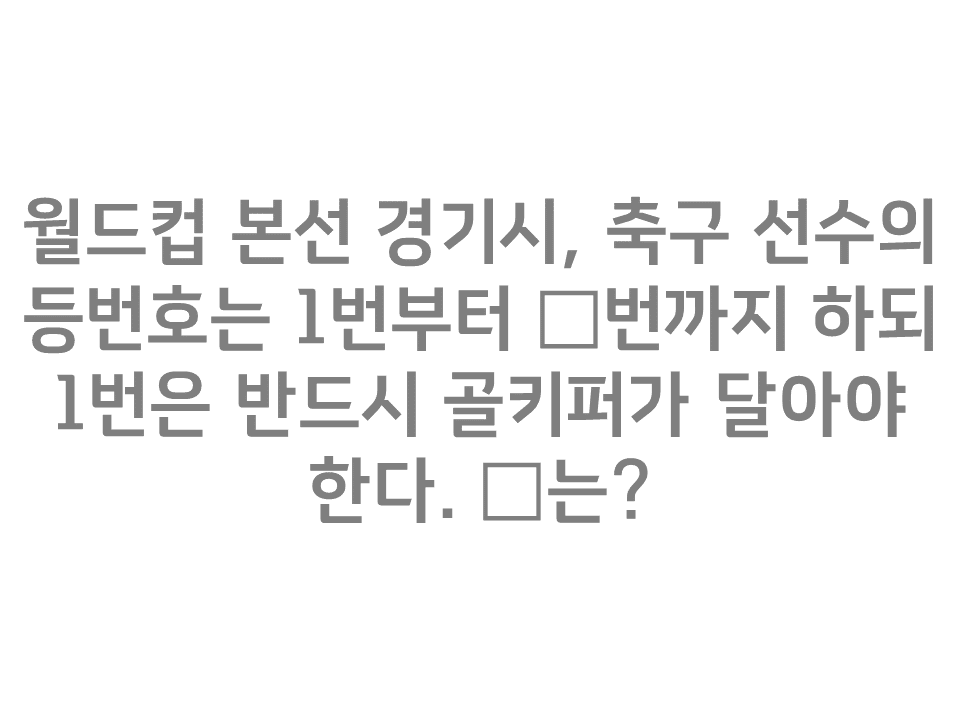 월드컵 본선 경기시, 축구 선수의
등번호는 1번부터 □번까지 하되
1번은 반드시 골키퍼가 달아야
한다. □는?